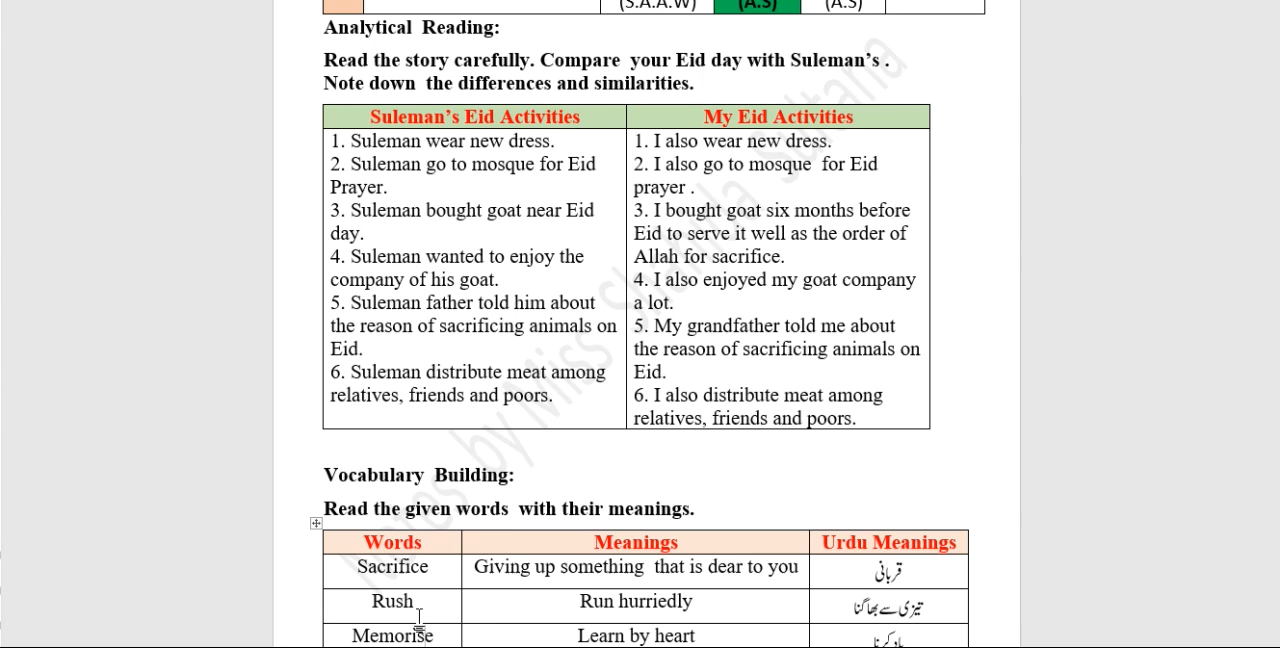 (S.A.A.W) (A.S) (A.S)
Analytical Reading:
Read the story carefully. Compare your Eid day with Suleman's .
Note down the differences and similarities.
Suleman's Eid Activities
1. Suleman wear new dress.
2. Suleman go to mosque for Eid
Prayer.
3. Suleman bought goat near Eid
day.
4. Suleman wanted to enjoy the
company of his goat.
5. Suleman father told him about
the reason of sacrificing animals on
Eid.
6. Suleman distribute meat among
relatives, friends and poors.
My Eid Activities
1. I also wear new dress.
2. I also go to mosque for Eid
prayer .
3. I bought goat six months before
Eid to serve it well as the order of
Allah for sacrifice.
4. I also enjoyed my goat company
a lot.
5. My grandfather told me about
the reason of sacrificing animals on
Eid.
6. I also distribute meat among
relatives, friends and poors.
Vocabulary Building:
Read the given words with their meanings.
Words Meanings Urdu Meanings
Sacrifice Giving up something that is dear to you قربانی
Rush Run hurriedly تیزی سے بھاگنا
Memorise Learn by heart یاد کرنا
Notes by Miss Sultana